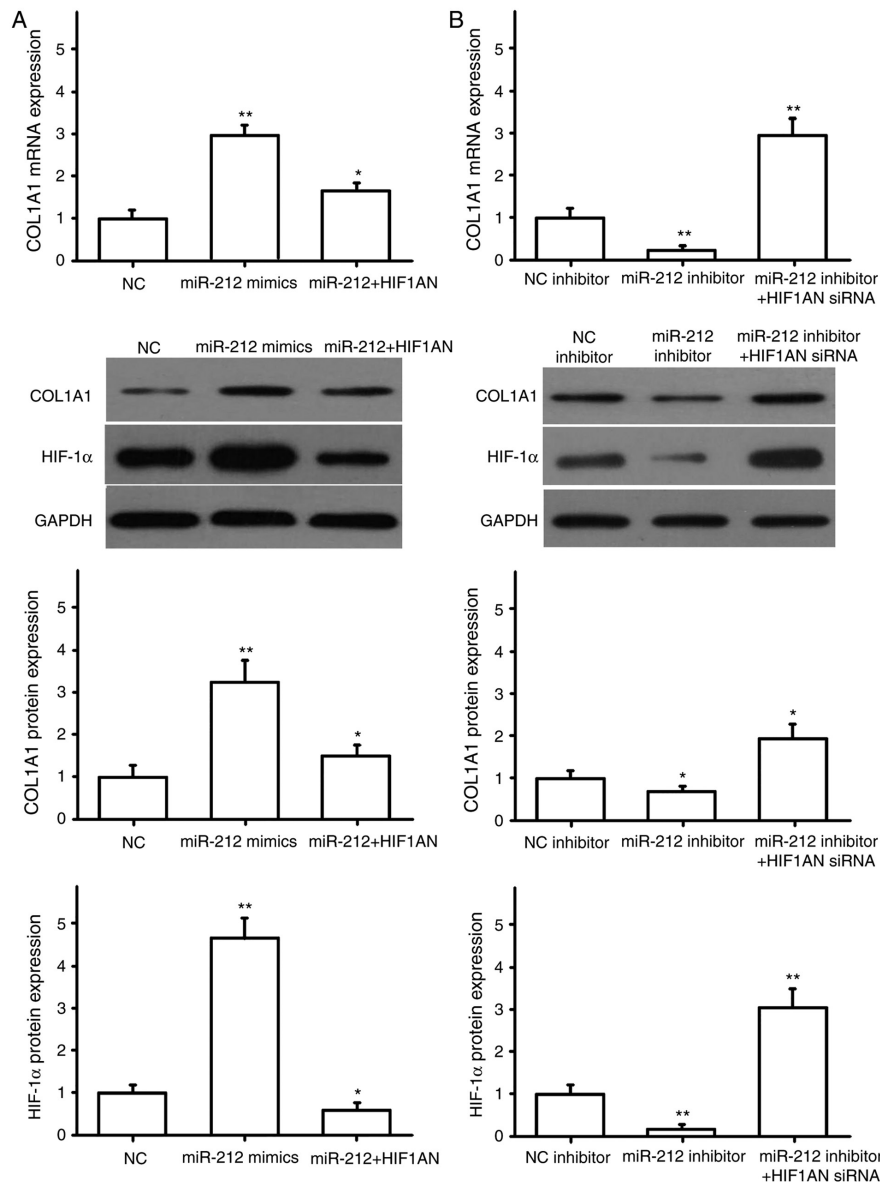 A
COL1A1 mRNA expression
5
4
3
2
1
0
**
*
NC
miR-212 mimics
miR-212+HIF1AN
B
COL1A1 mRNA expression
5
4
3
2
1
0
**
**
NC inhibitor
miR-212 inhibitor
miR-212 inhibitor
+HIF1AN siRNA
NC
miR-212 mimics
miR-212+HIF1AN
COL1A1
HIF-1α
GAPDH
NC
inhibitor
miR-212
inhibitor
miR-212 inhibitor
+HIF1AN siRNA
COL1A1
HIF-1α
GAPDH
COL1A1 protein expression
5
4
3
2
1
0
**
*
NC
miR-212 mimics
miR-212+HIF1AN
COL1A1 protein expression
5
4
3
2
1
0
*
*
NC inhibitor
miR-212 inhibitor
miR-212 inhibitor
+HIF1AN siRNA
HIF-1α protein expression
5
4
3
2
1
0
**
*
NC
miR-212 mimics
miR-212+HIF1AN
HIF-1α protein expression
5
4
3
2
1
0
**
**
NC inhibitor
miR-212 inhibitor
miR-212 inhibitor
+HIF1AN siRNA